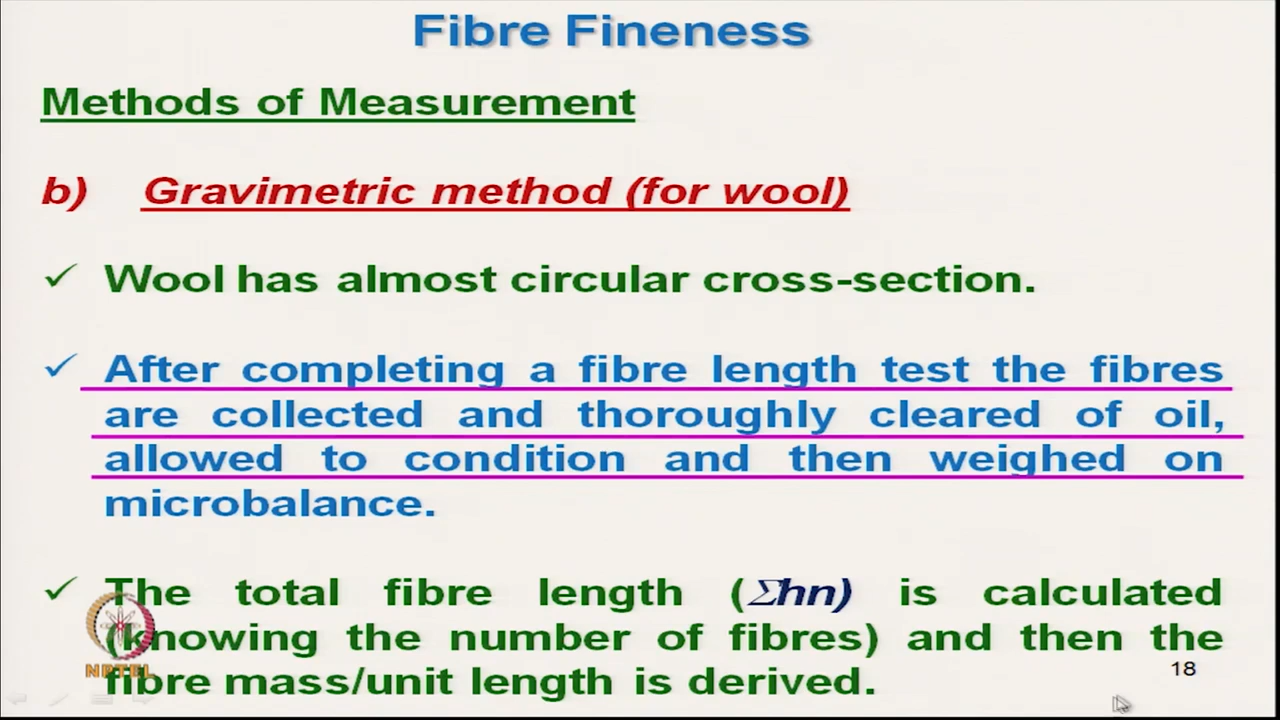 Fibre Fineness
Methods of Measurement
b) Gravimetric method (for wool)
✓ Wool has almost circular cross-section.
✓ After completing a fibre length test the fibres
are collected and thoroughly cleared of oil,
allowed to condition and then weighed on
microbalance.
✓ The total fibre length (Σhn) is calculated
(knowing the number of fibres) and then the
fibre mass/unit length is derived.
NPTEL
18